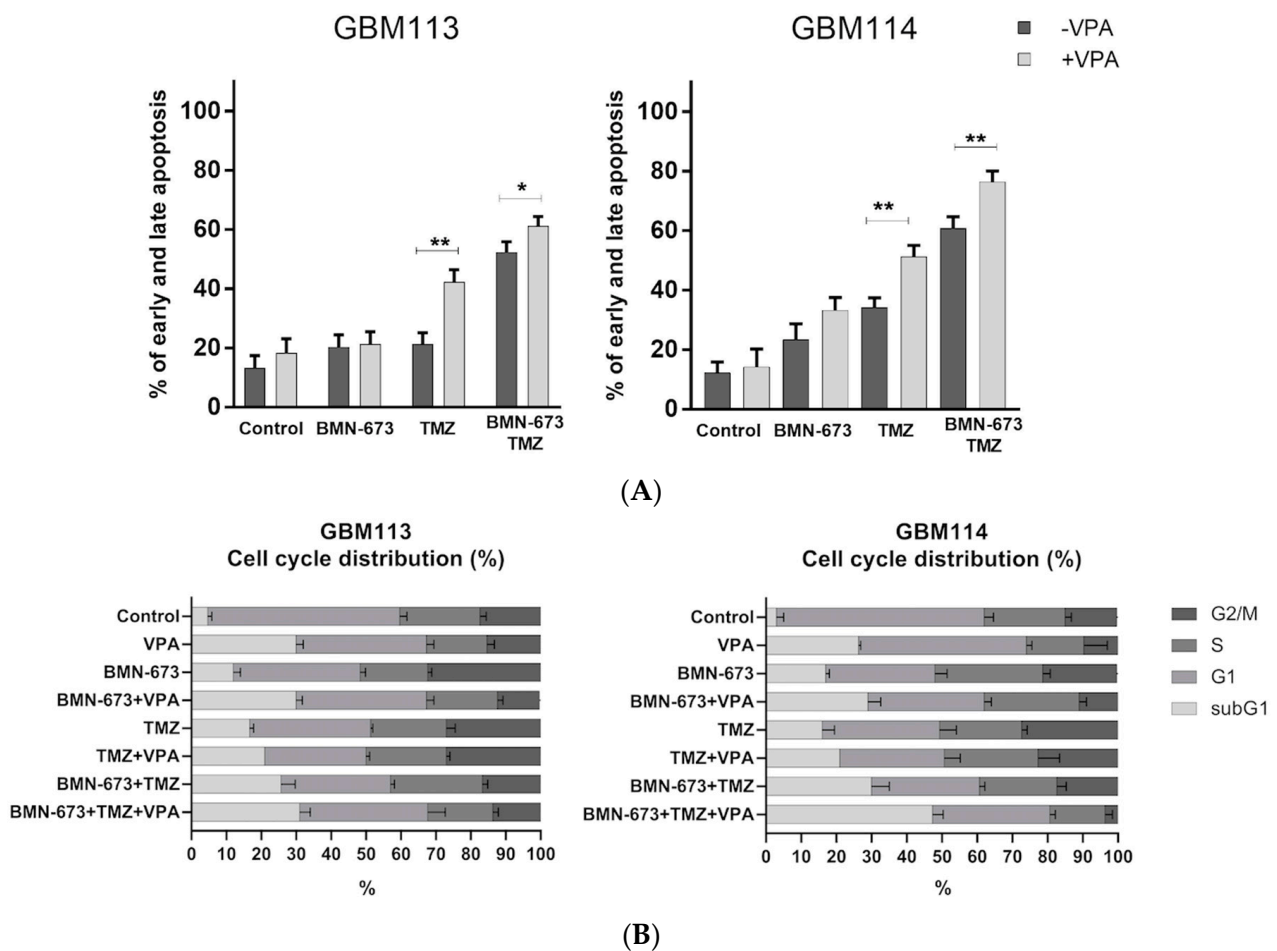 GBM113
GBM114
-VPA
+VPA
% of early and late apoptosis
100
80
60
40
20
0
**
*
Control
BMN-673
TMZ
BMN-673
TMZ
% of early and late apoptosis
100
80
60
40
20
0
**
**
Control
BMN-673
TMZ
BMN-673
TMZ
(A)
GBM113
Cell cycle distribution (%)
Control
VPA
BMN-673
BMN-673+VPA
TMZ
TMZ+VPA
BMN-673+TMZ
BMN-673+TMZ+VPA
0 10 20 30 40 50 60 70 80 90 100
%
GBM114
Cell cycle distribution (%)
Control
VPA
BMN-673
BMN-673+VPA
TMZ
TMZ+VPA
BMN-673+TMZ
BMN-673+TMZ+VPA
0 10 20 30 40 50 60 70 80 90 100
%
G2/M
S
G1
subG1
(B)